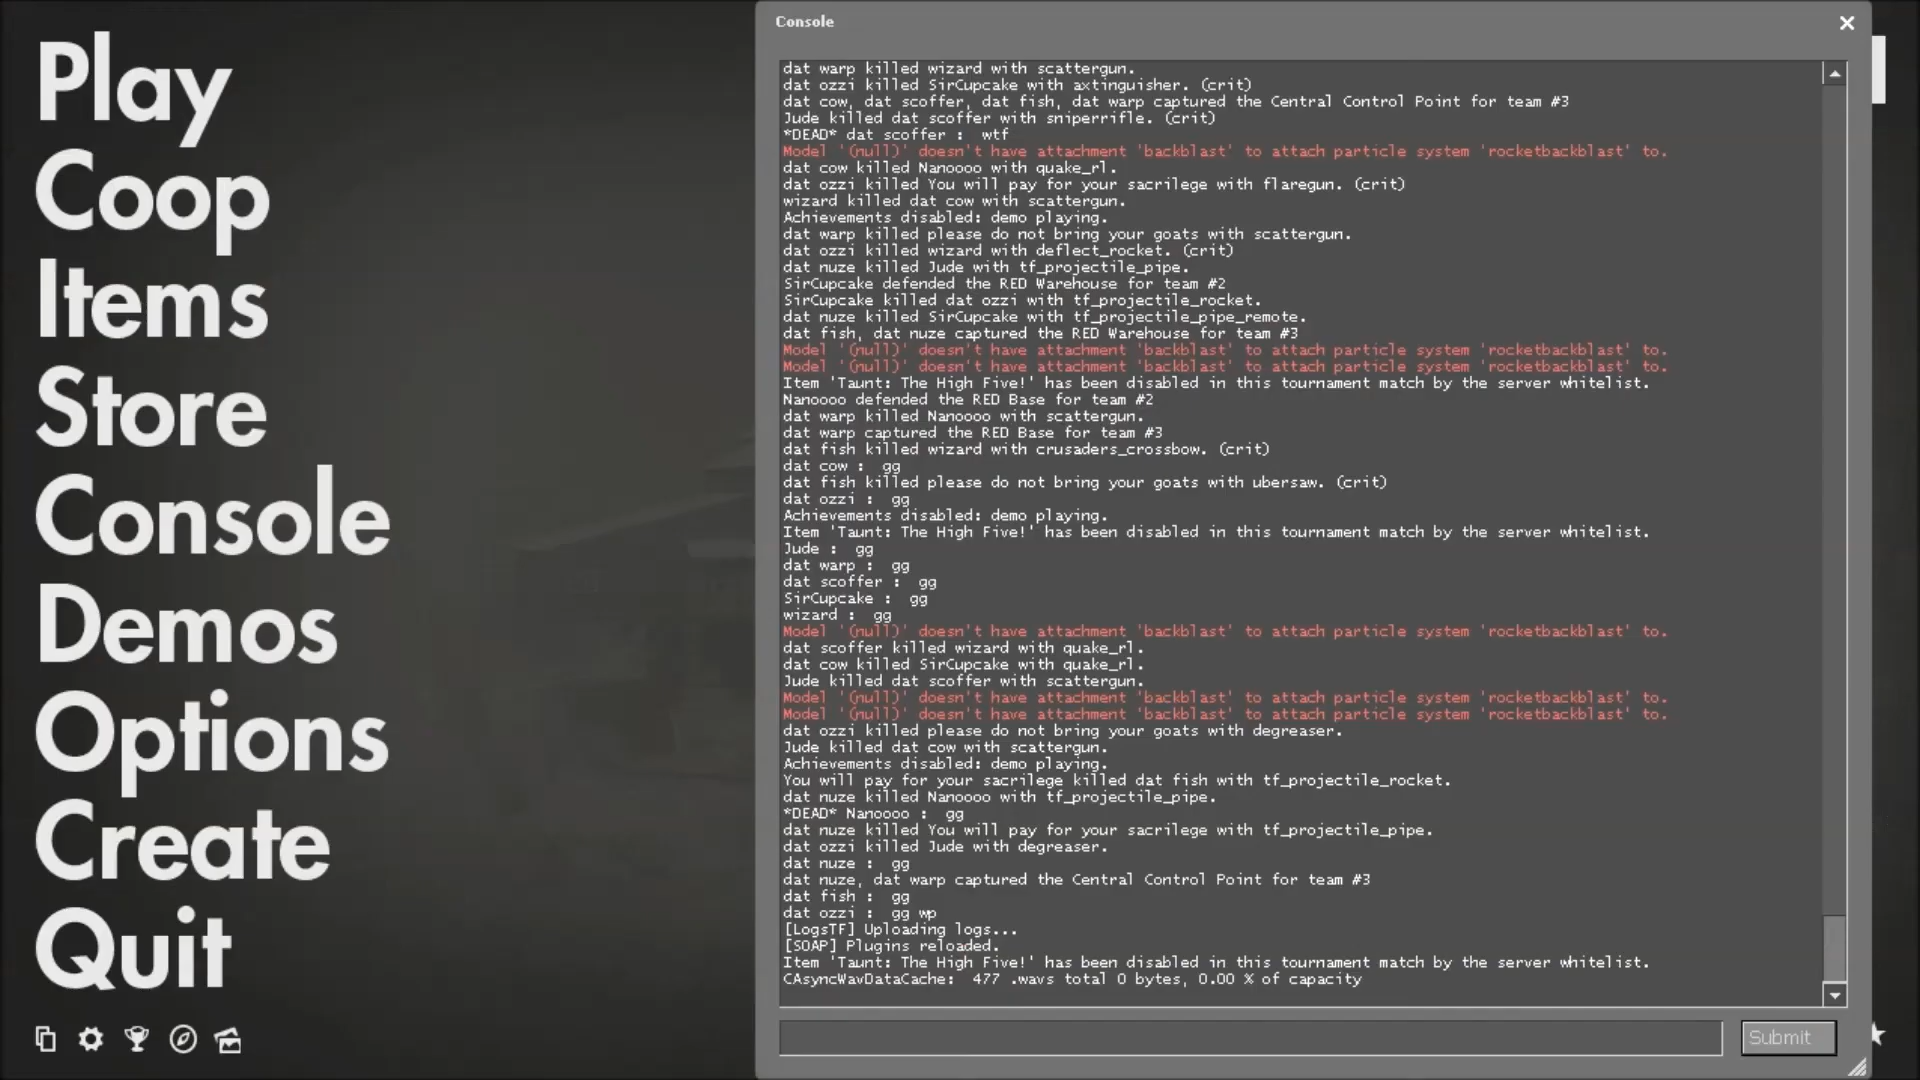 Play
Coop
Items
Store
Console
Demos
Options
Create
Quit
Console
dat warp killed wizard with scattergun.
dat ozzi killed SirCupcake with axtinguisher. (crit)
dat cow, dat scoffer, dat fish, dat warp captured the Central Control Point for team #3
Jude killed dat scoffer with sniperrifle. (crit)
*DEAD* dat scoffer :  wtf
Model '(null)' doesn't have attachment 'backblast' to attach particle system 'rocketbackblast' to.
dat cow killed Nanoooo with quake_rl.
dat ozzi killed You will pay for your sacrilege with flaregun. (crit)
wizard killed dat cow with scattergun.
Achievements disabled: demo playing.
dat warp killed please do not bring your goats with scattergun.
dat ozzi killed wizard with deflect_rocket. (crit)
dat nuze killed Jude with tf_projectile_pipe.
SirCupcake defended the RED Warehouse for team #2
SirCupcake killed dat ozzi with tf_projectile_rocket.
dat nuze killed SirCupcake with tf_projectile_pipe_remote.
dat fish, dat nuze captured the RED Warehouse for team #3
Model '(null)' doesn't have attachment 'backblast' to attach particle system 'rocketbackblast' to.
Model '(null)' doesn't have attachment 'backblast' to attach particle system 'rocketbackblast' to.
Item 'Taunt: The High Five!' has been disabled in this tournament match by the server whitelist.
Nanoooo defended the RED Base for team #2
dat warp killed Nanoooo with scattergun.
dat warp captured the RED Base for team #3
dat fish killed wizard with crusaders_crossbow. (crit)
dat cow :  gg
dat fish killed please do not bring your goats with ubersaw. (crit)
dat ozzi :  gg
Achievements disabled: demo playing.
Item 'Taunt: The High Five!' has been disabled in this tournament match by the server whitelist.
Jude :  gg
dat warp :  gg
dat scoffer :  gg
SirCupcake :  gg
wizard :  gg
Model '(null)' doesn't have attachment 'backblast' to attach particle system 'rocketbackblast' to.
dat scoffer killed wizard with quake_rl.
dat cow killed SirCupcake with quake_rl.
Jude killed dat scoffer with scattergun.
Model '(null)' doesn't have attachment 'backblast' to attach particle system 'rocketbackblast' to.
Model '(null)' doesn't have attachment 'backblast' to attach particle system 'rocketbackblast' to.
dat ozzi killed please do not bring your goats with degreaser.
Jude killed dat cow with scattergun.
Achievements disabled: demo playing.
You will pay for your sacrilege killed dat fish with tf_projectile_rocket.
dat nuze killed Nanoooo with tf_projectile_pipe.
*DEAD* Nanoooo :  gg
dat nuze killed You will pay for your sacrilege with tf_projectile_pipe.
dat ozzi killed Jude with degreaser.
dat nuze :  gg
dat nuze, dat warp captured the Central Control Point for team #3
dat fish :  gg
dat ozzi :  gg wp
[LogsTF] Uploading logs...
[SOAP] Plugins reloaded.
Item 'Taunt: The High Five!' has been disabled in this tournament match by the server whitelist.
CAsyncWavDataCache:  477 .wavs total 0 bytes, 0.00 % of capacity
Submit